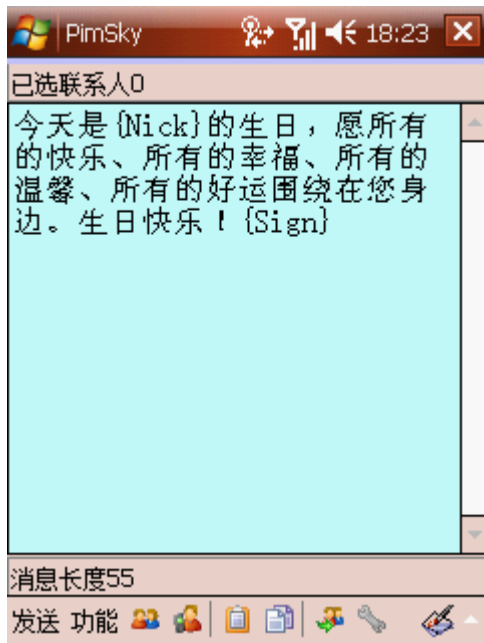 PimSky 18:23
已选联系人0
今天是{Nick}的生日，愿所有
的快乐、所有的幸福、所有的
温馨、所有的好运围绕在您身
边。生日快乐！{Sign}
消息长度55
发送 功能